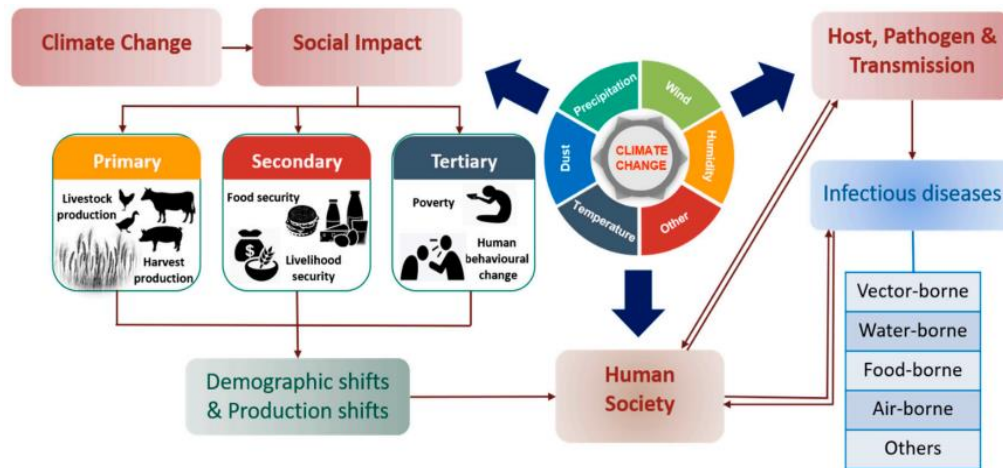 Climate Change
Social Impact
Host, Pathogen &
Transmission
Precipitation
Wind
Dust
Humidity
CLIMATE
CHANGE
Temperature
Other
Primary
Livestock
production
Harvest
production
Secondary
Food security
$
Livelihood
security
Tertiary
Poverty
Human
behavioural
change
Infectious diseases
Vector-borne
Water-borne
Food-borne
Air-borne
Others
Demographic shifts
& Production shifts
Human
Society